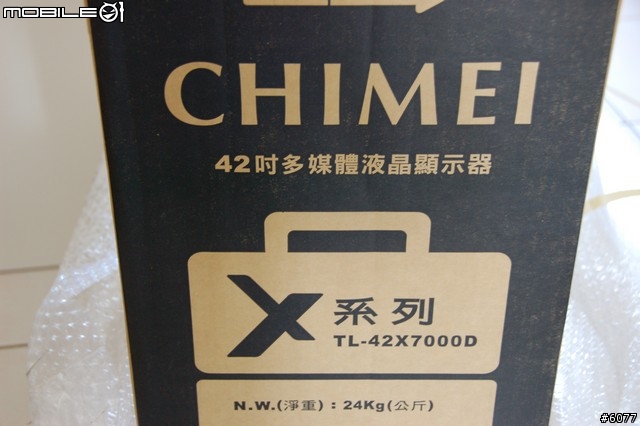 MOBILE01
CHIMEI
42吋多媒體液晶顯示器
X系列
TL-42X7000D
N.W.(淨重):24Kg(公斤)
#6077